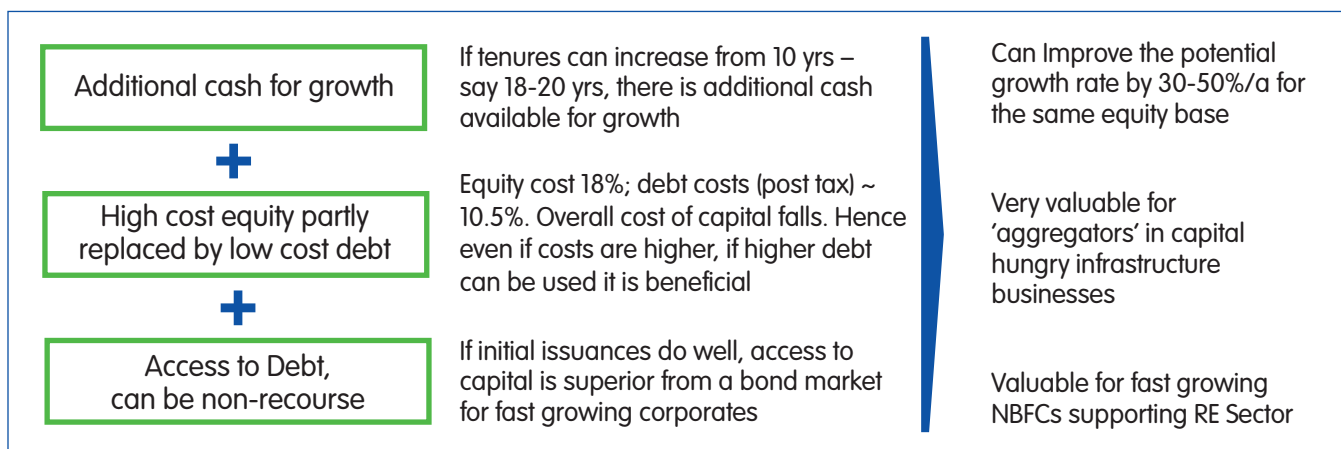 Additional cash for growth
If tenures can increase from 10 yrs –
say 18-20 yrs, there is additional cash
available for growth
Can Improve the potential
growth rate by 30-50%/a for
the same equity base
+
High cost equity partly
replaced by low cost debt
Equity cost 18%; debt costs (post tax) ~
10.5%. Overall cost of capital falls. Hence
even if costs are higher, if higher debt
can be used it is beneficial
Very valuable for
'aggregators' in capital
hungry infrastructure
businesses
+
Access to Debt,
can be non-recourse
If initial issuances do well, access to
capital is superior from a bond market
for fast growing corporates
Valuable for fast growing
NBFCs supporting RE Sector